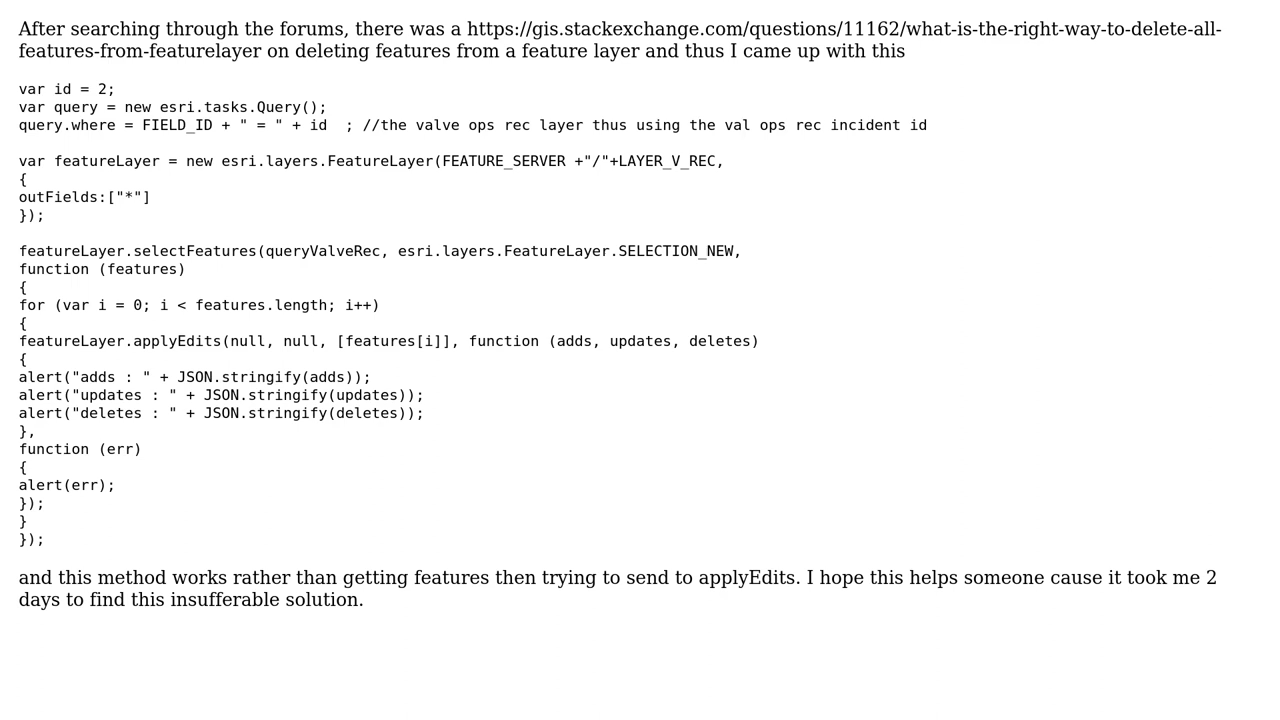 After searching through the forums, there was a https://gis.stackexchange.com/questions/11162/what-is-the-right-way-to-delete-all-
features-from-featurelayer on deleting features from a feature layer and thus I came up with this
var id = 2;
var query = new esri.tasks.Query();
query.where = FIELD_ID + " = " + id  ; //the valve ops rec layer thus using the val ops rec incident id
var featureLayer = new esri.layers.FeatureLayer(FEATURE_SERVER +"/"+LAYER_V_REC,
{
outFields:["*"]
});
featureLayer.selectFeatures(queryValveRec, esri.layers.FeatureLayer.SELECTION_NEW,
function (features)
{
for (var i = 0; i < features.length; i++)
{
featureLayer.applyEdits(null, null, [features[i]], function (adds, updates, deletes)
{
alert("adds : " + JSON.stringify(adds));
alert("updates : " + JSON.stringify(updates));
alert("deletes : " + JSON.stringify(deletes));
},
function (err)
{
alert(err);
});
}
});
and this method works rather than getting features then trying to send to applyEdits. I hope this helps someone cause it took me 2
days to find this insufferable solution.